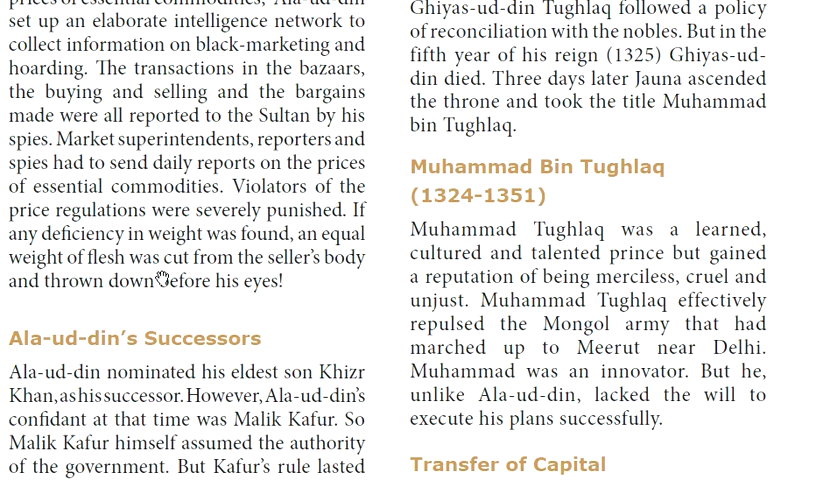 set up an elaborate intelligence network to
collect information on black-marketing and
hoarding. The transactions in the bazaars,
the buying and selling and the bargains
made were all reported to the Sultan by his
spies. Market superintendents, reporters and
spies had to send daily reports on the prices
of essential commodities. Violators of the
price regulations were severely punished. If
any deficiency in weight was found, an equal
weight of flesh was cut from the seller's body
and thrown down before his eyes!
Ala-ud-din's Successors
Ala-ud-din nominated his eldest son Khizr
Khan, as his successor. However, Ala-ud-din's
confidant at that time was Malik Kafur. So
Malik Kafur himself assumed the authority
of the government. But Kafur's rule lasted
Ghiyas-ud-din Tughlaq followed a policy
of reconciliation with the nobles. But in the
fifth year of his reign (1325) Ghiyas-ud-
din died. Three days later Jauna ascended
the throne and took the title Muhammad
bin Tughlaq.
Muhammad Bin Tughlaq
(1324-1351)
Muhammad Tughlaq was a learned,
cultured and talented prince but gained
a reputation of being merciless, cruel and
unjust. Muhammad Tughlaq effectively
repulsed the Mongol army that had
marched up to Meerut near Delhi.
Muhammad was an innovator. But he,
unlike Ala-ud-din, lacked the will to
execute his plans successfully.
Transfer of Capital